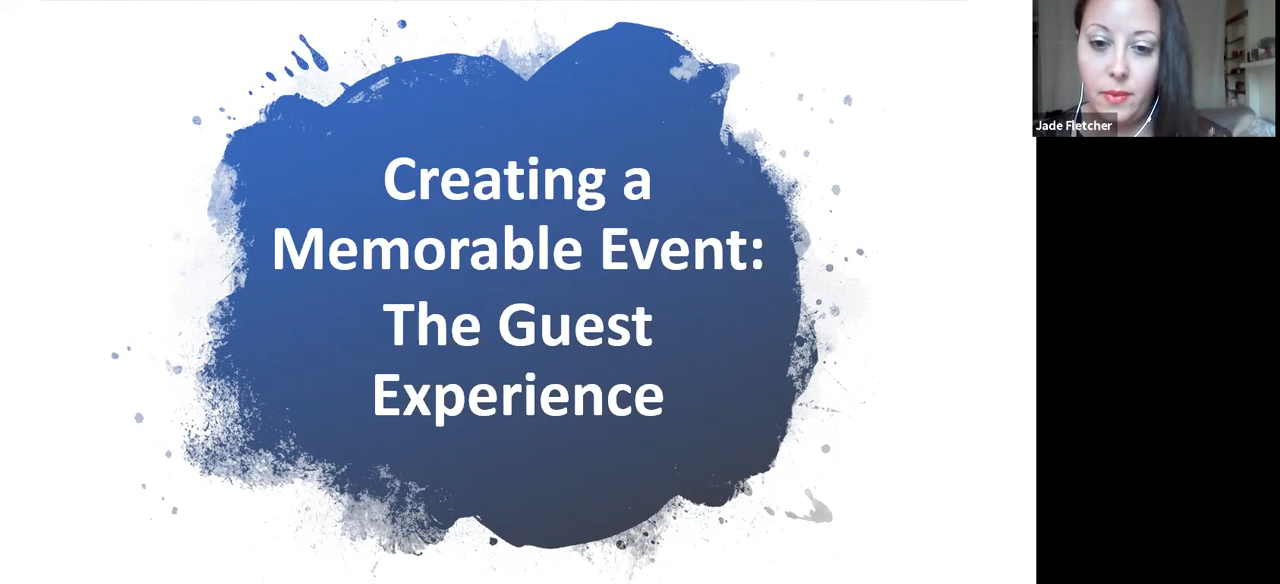 Creating a
Memorable Event:
The Guest
Experience
Jade Fletcher